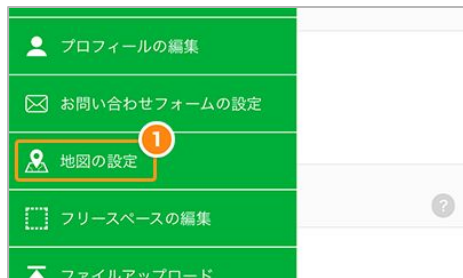 プロフィールの編集
お問い合わせフォームの設定
1
地図の設定
フリースペースの編集
?
ファイルアップロード